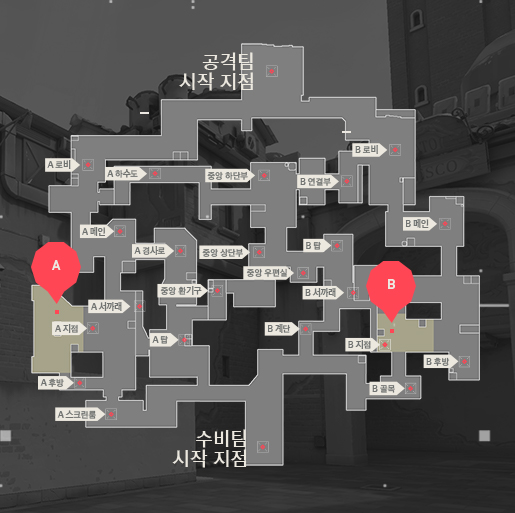 공격팀
시작 지점
B 로비
A 로비
A 하수도
중앙 하단부
B 연결부
A 메인
B 메인
A 경사로
중앙 상단부
B 탑
중앙 우편실
A
B
중앙 환기구
B 서까래
A 서까래
A 지점
B 계단
A 탑
B 지점
B 후방
A 후방
B 골목
A 스크린룸
수비팀
시작 지점